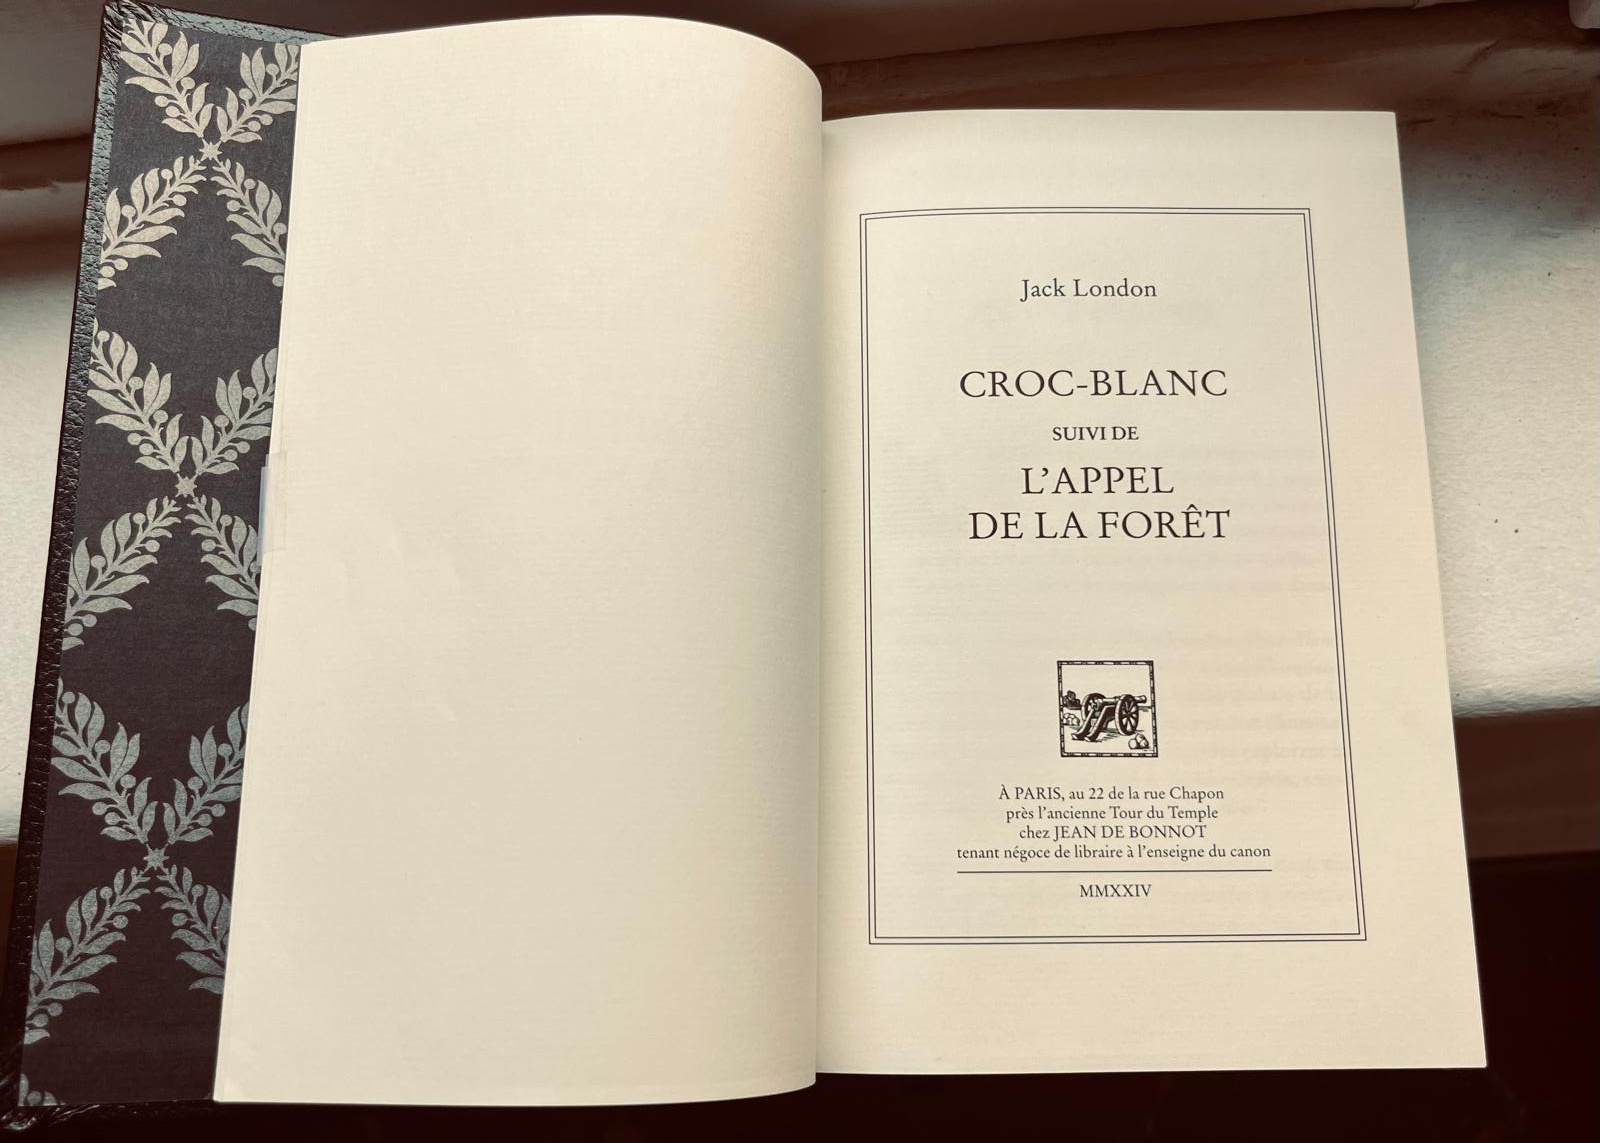 Jack London
CROC-BLANC
SUIVI DE
L’APPEL
DE LA FORÊT
À PARIS, au 22 de la rue Chapon
près l’ancienne Tour du Temple
chez JEAN DE BONNOT
tenant négoce de libraire à l’enseigne du canon
MMXXIV